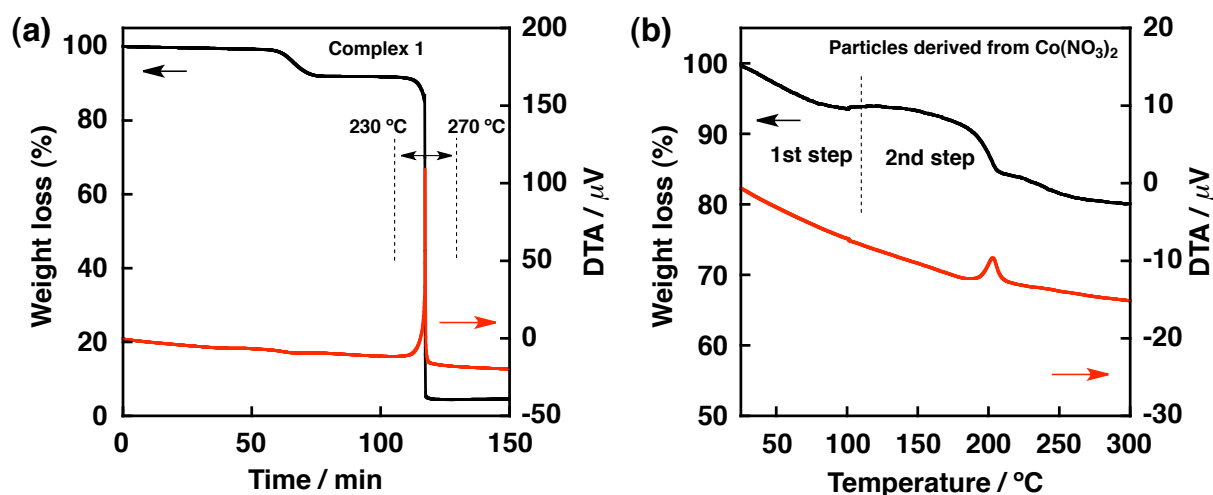 (a)
Complex 1
230 ºC
270 ºC
Weight loss (%)
100
80
60
40
20
0
DTA / μV
200
150
100
50
0
-50
0
50
100
150
Time / min
(b)
Particles derived from Co(NO3)2
1st step
2nd step
Weight loss (%)
100
90
80
70
60
50
DTA / μV
20
10
0
-10
-20
-30
50
100
150
200
250
300
Temperature / ºC